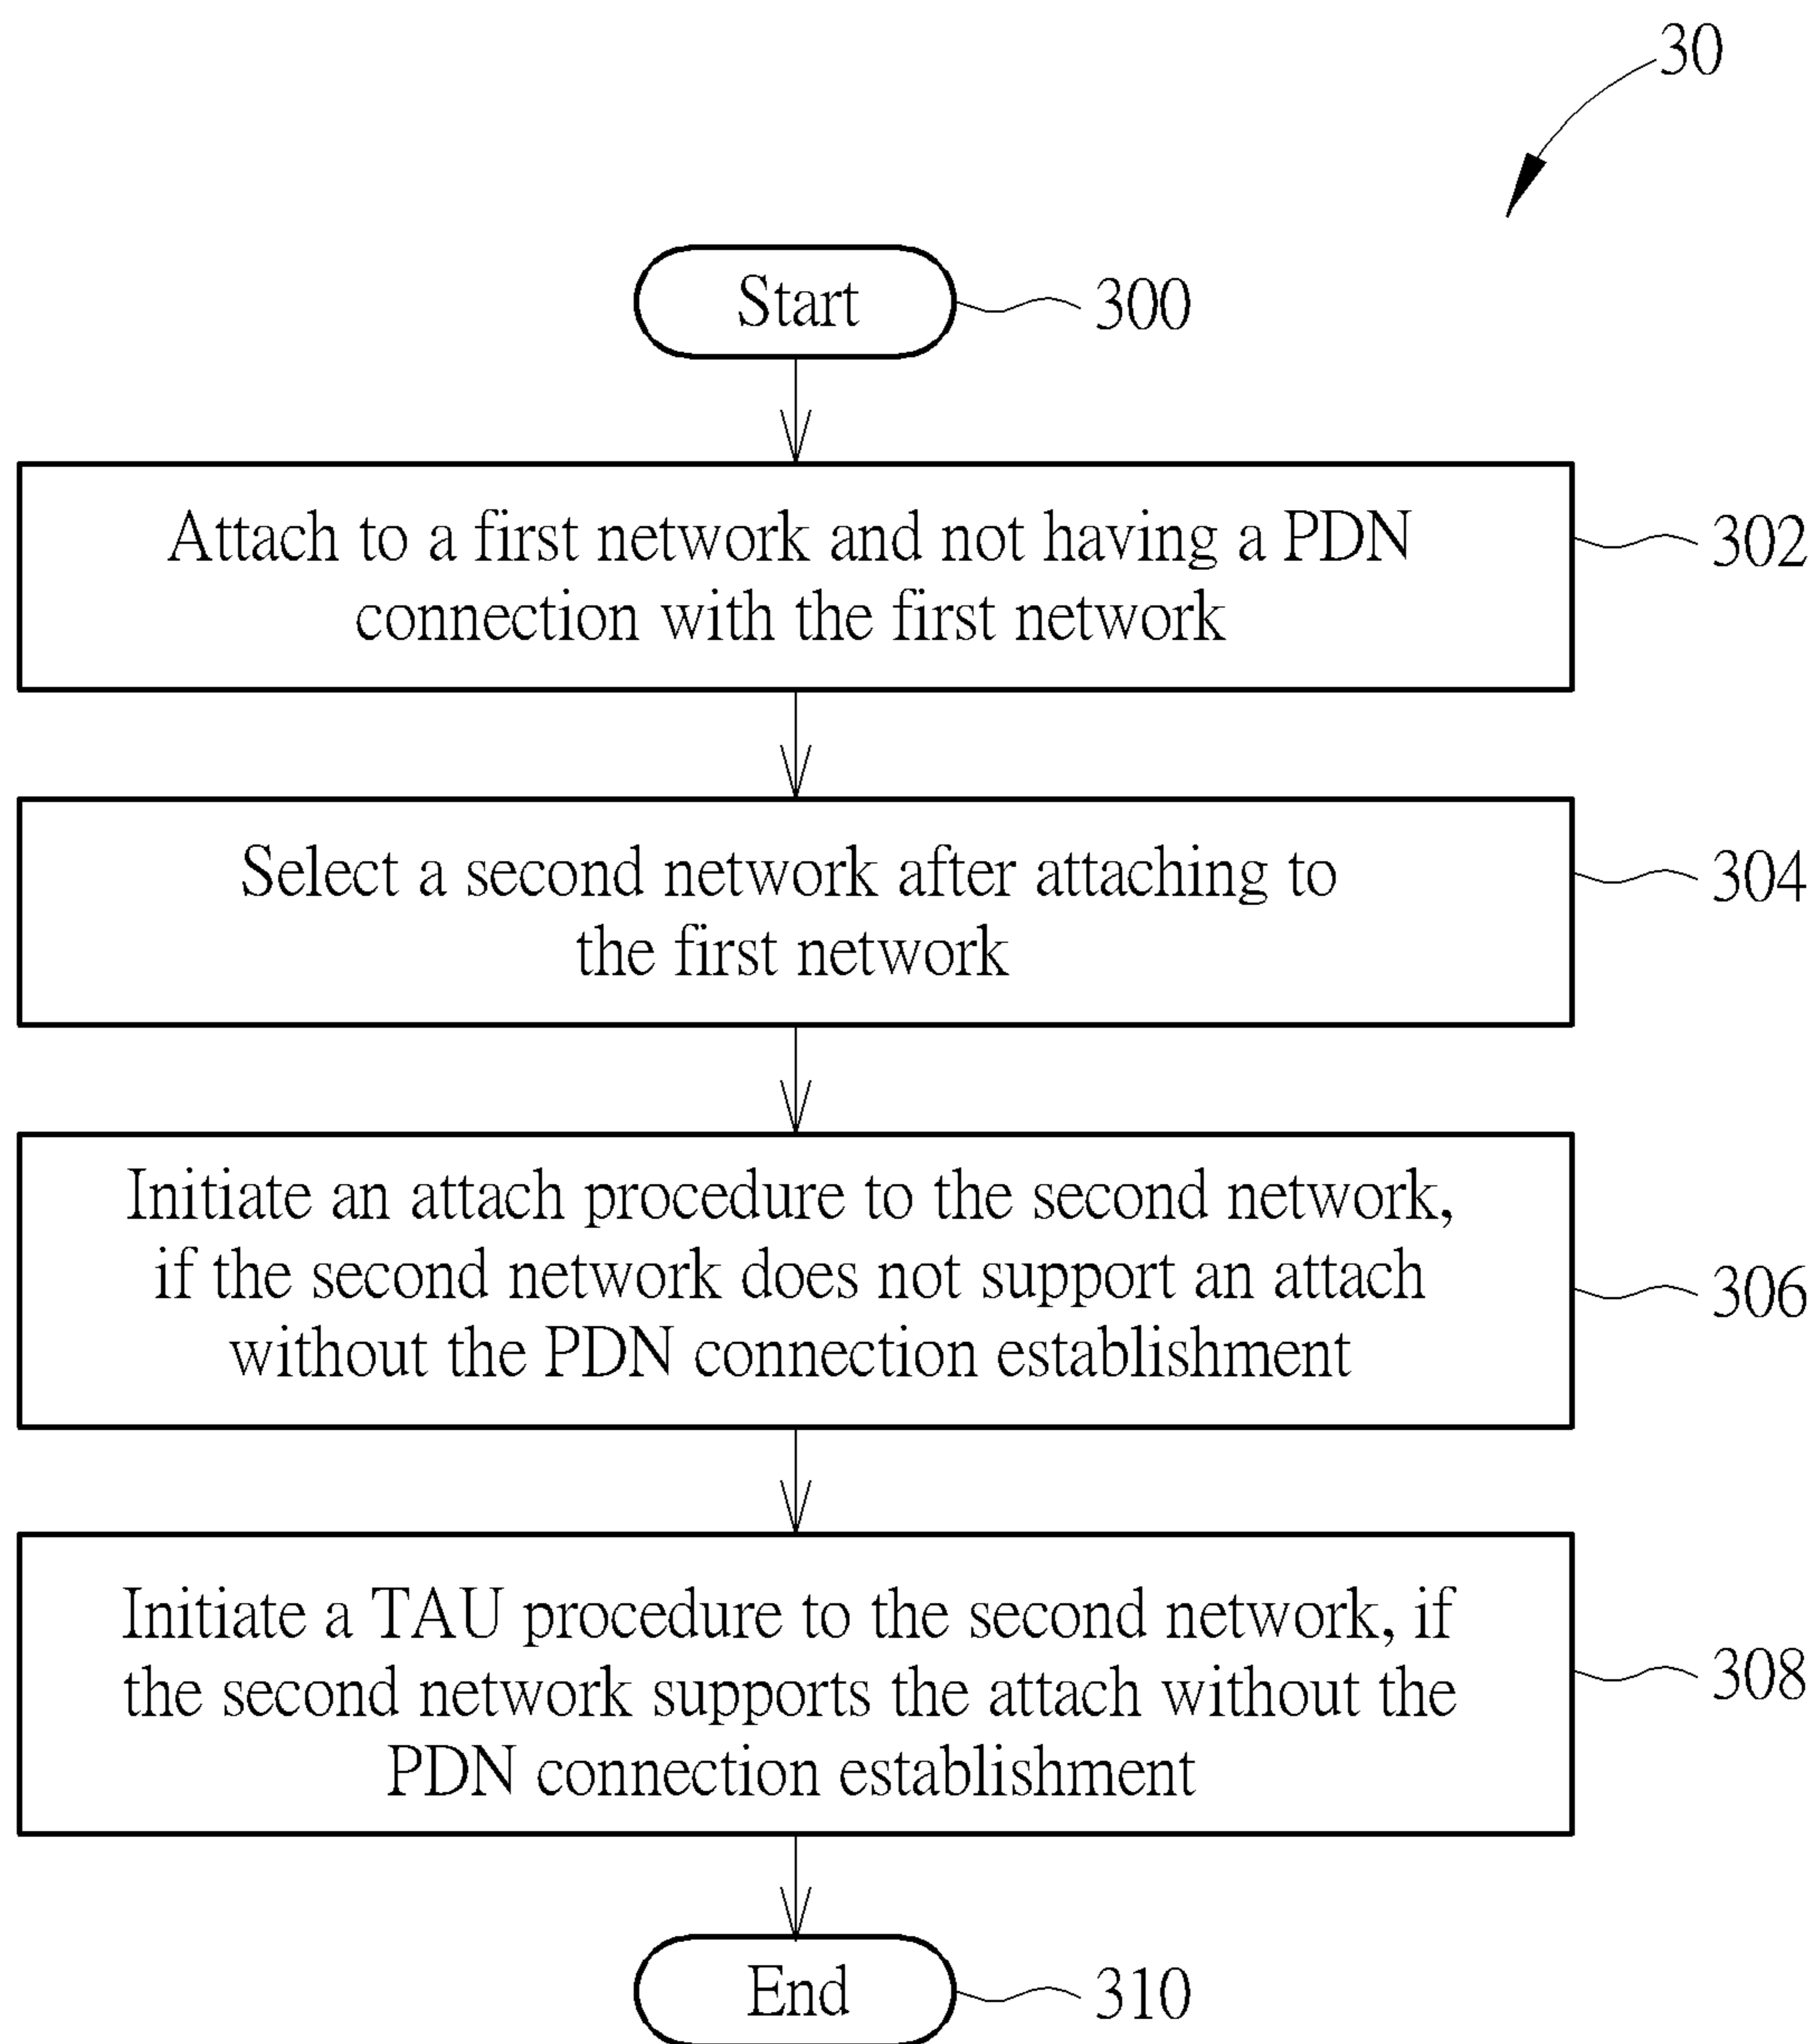 30
Start
300
Attach to a first network and not having a PDN
connection with the first network
302
Select a second network after attaching to
the first network
304
Initiate an attach procedure to the second network,
if the second network does not support an attach
without the PDN connection establishment
306
Initiate a TAU procedure to the second network, if
the second network supports the attach without the
PDN connection establishment
308
End
310